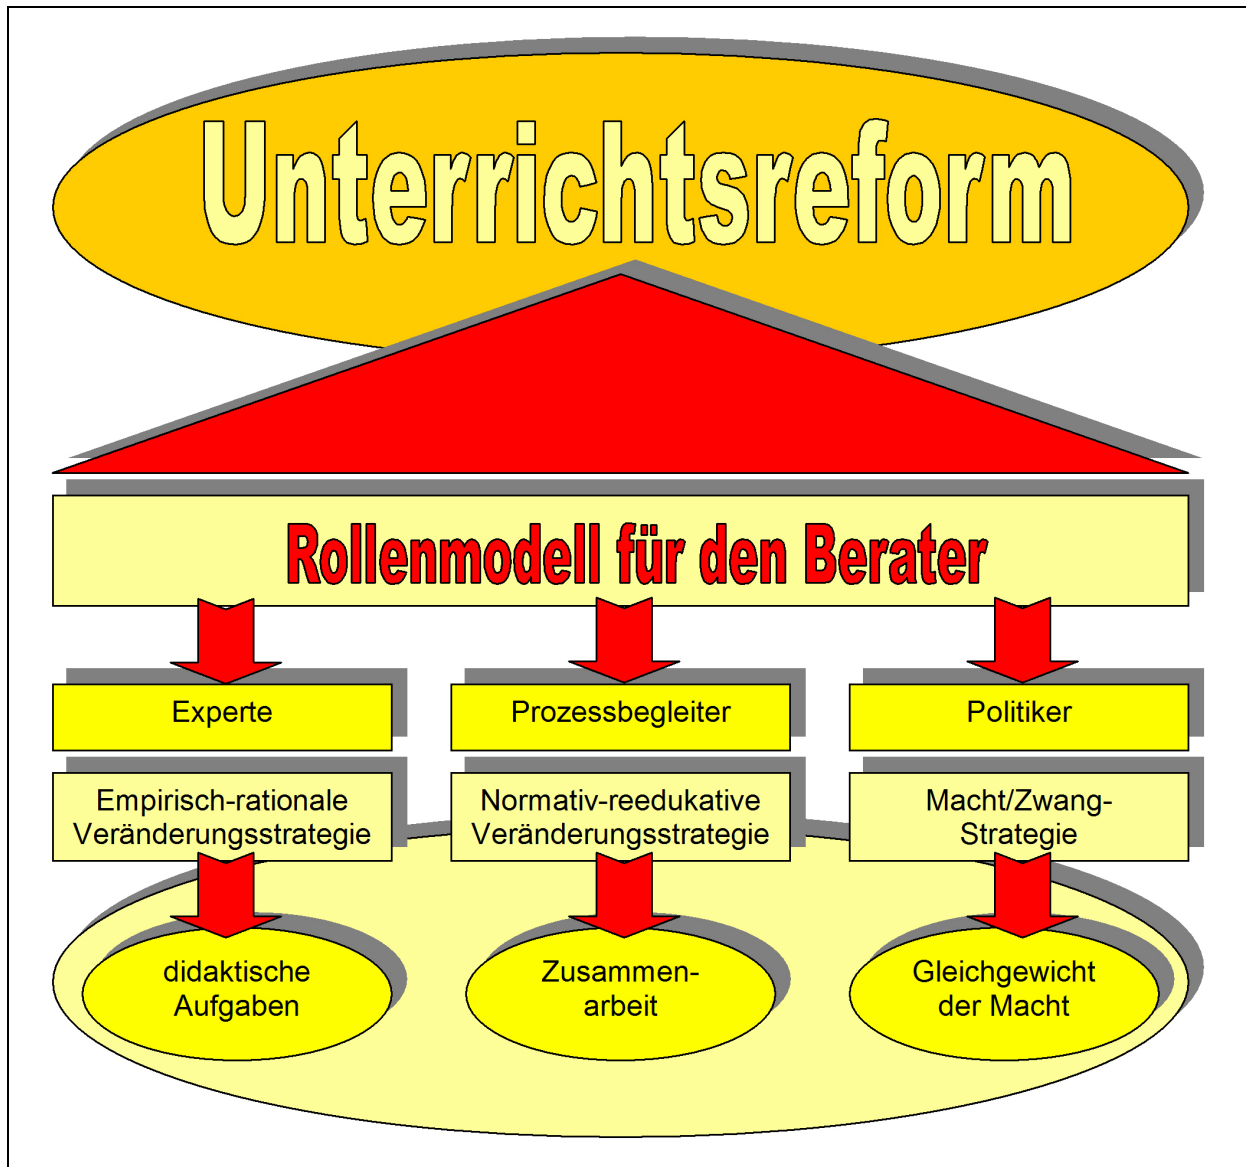 Unterrichtsreform
Rollenmodell für den Berater
Experte
Prozessbegleiter
Politiker
Empirisch-rationale
Veränderungsstrategie
Normativ-reedukative
Veränderungsstrategie
Macht/Zwang-
Strategie
didaktische
Aufgaben
Zusammen-
arbeit
Gleichgewicht
der Macht